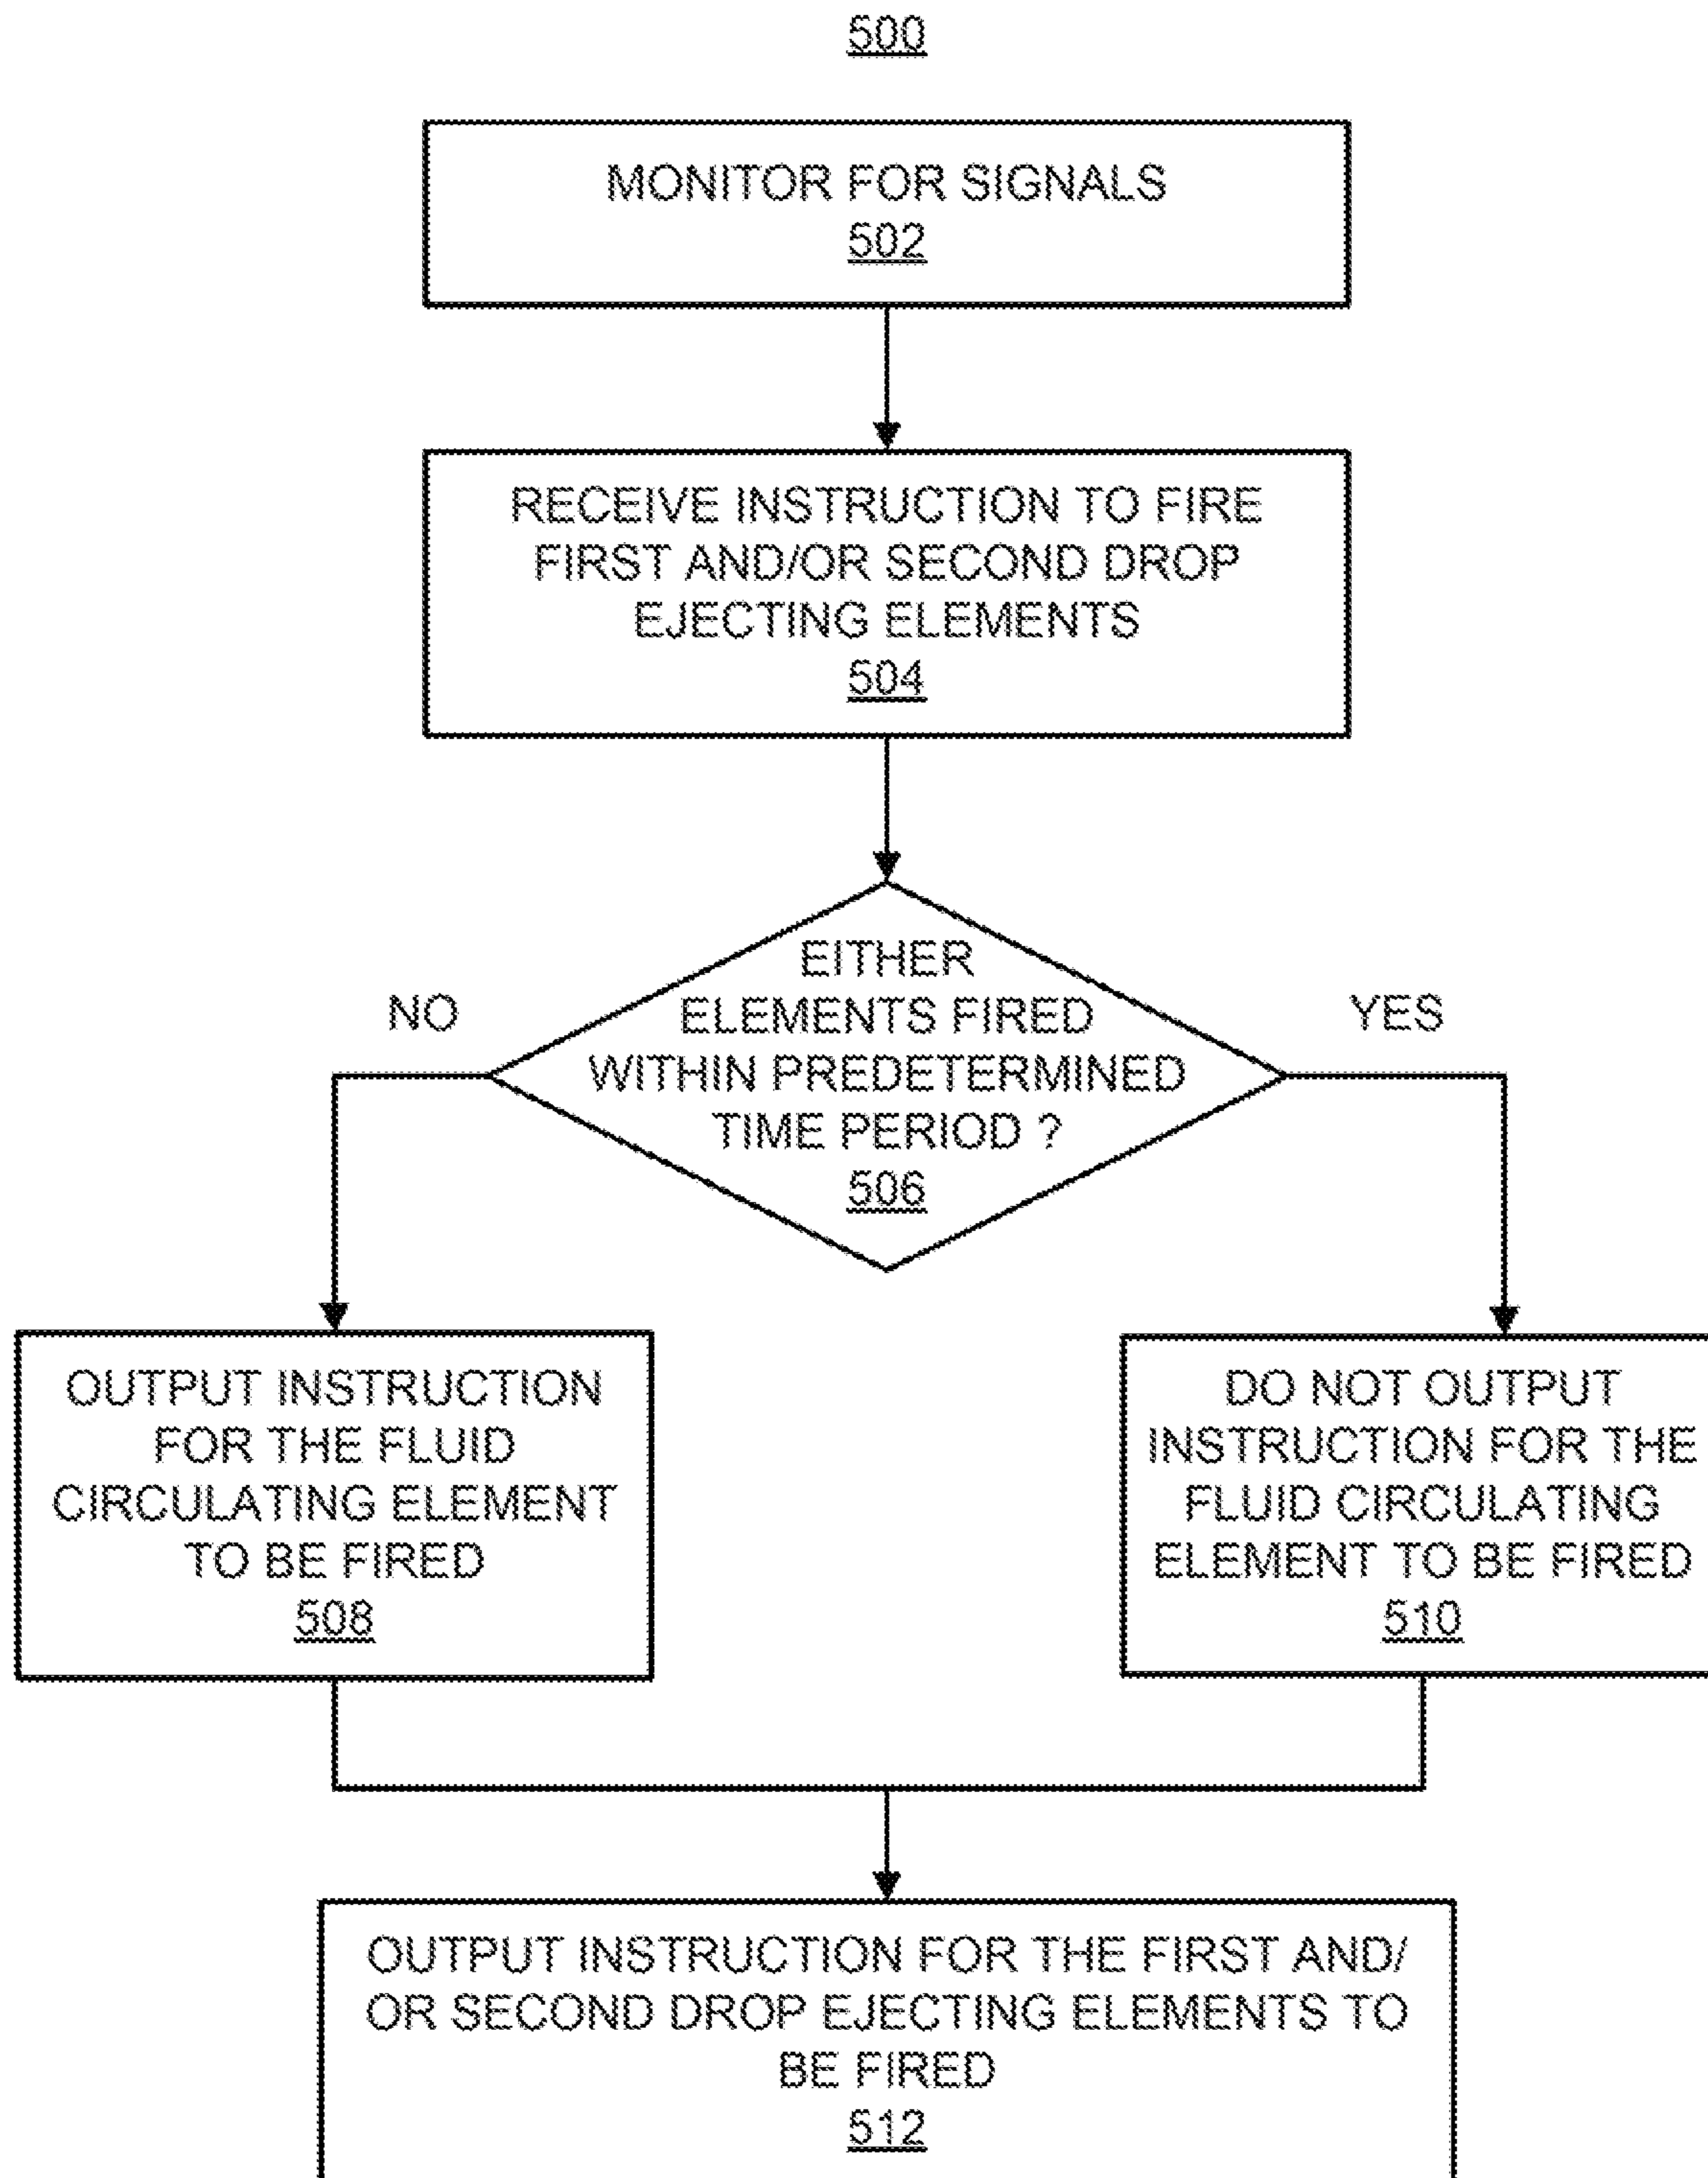 500
MONITOR FOR SIGNALS
502
RECEIVE INSTRUCTION TO FIRE
FIRST AND/OR SECOND DROP
EJECTING ELEMENTS
504
EITHER
ELEMENTS FIRED
WITHIN PREDETERMINED
TIME PERIOD ?
506
NO
YES
OUTPUT INSTRUCTION
FOR THE FLUID
CIRCULATING ELEMENT
TO BE FIRED
508
DO NOT OUTPUT
INSTRUCTION FOR THE
FLUID CIRCULATING
ELEMENT TO BE FIRED
510
OUTPUT INSTRUCTION FOR THE FIRST AND/
OR SECOND DROP EJECTING ELEMENTS TO
BE FIRED
512